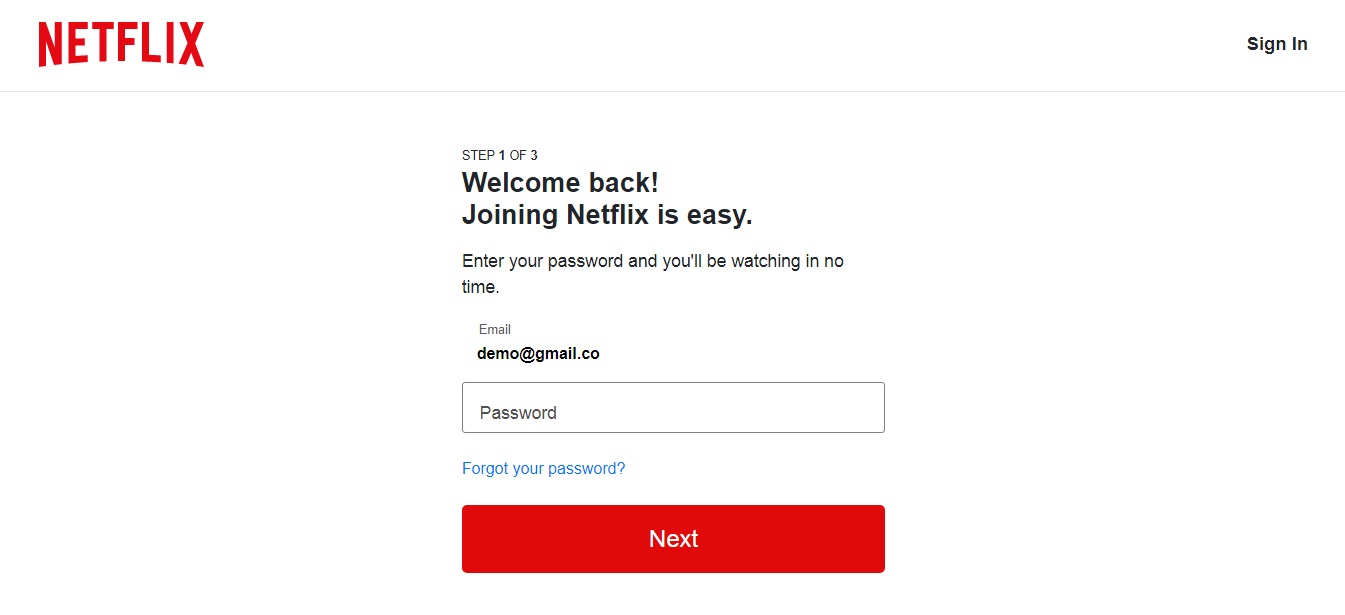 NETFLIX
Sign In
STEP 1 OF 3
Welcome back!
Joining Netflix is easy.
Enter your password and you'll be watching in no
time.
Email
demo@gmail.co
Password
Forgot your password?
Next